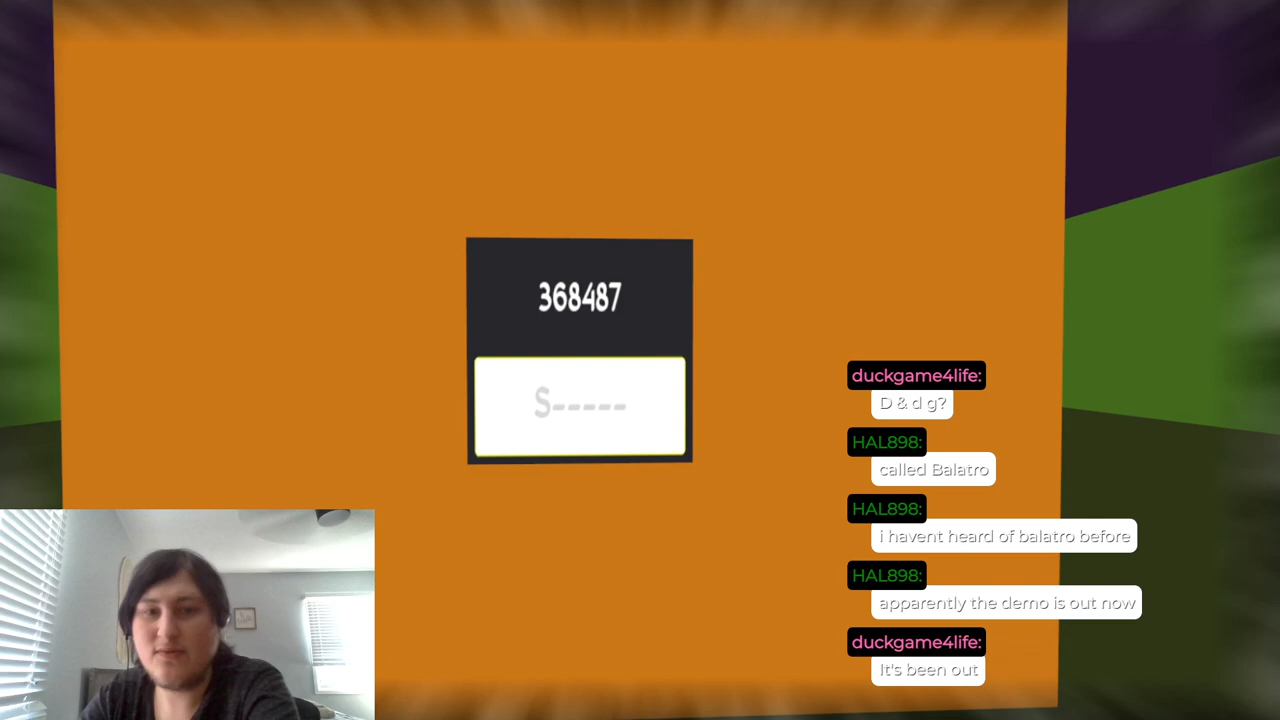 368487
S-----
duckgame4life:
D & d g?
HAL898:
called Balatro
HAL898:
i havent heard of balatro before
HAL898:
apparently the demo is out now
duckgame4life:
It's been out